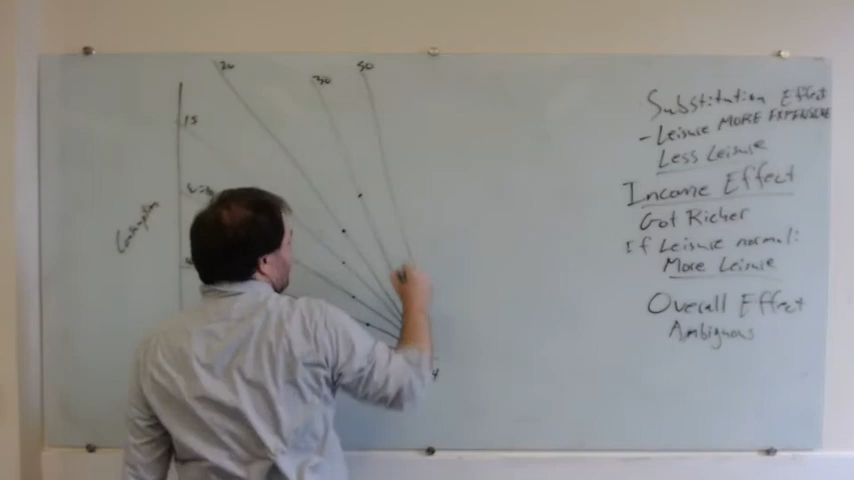 20
30
50
15
Consumption
4
Substitution Effect
- Leisure MORE EXPENSIVE
Less Leisure
Income Effect
Got Richer
If Leisure normal:
More Leisure
Overall Effect
Ambiguous